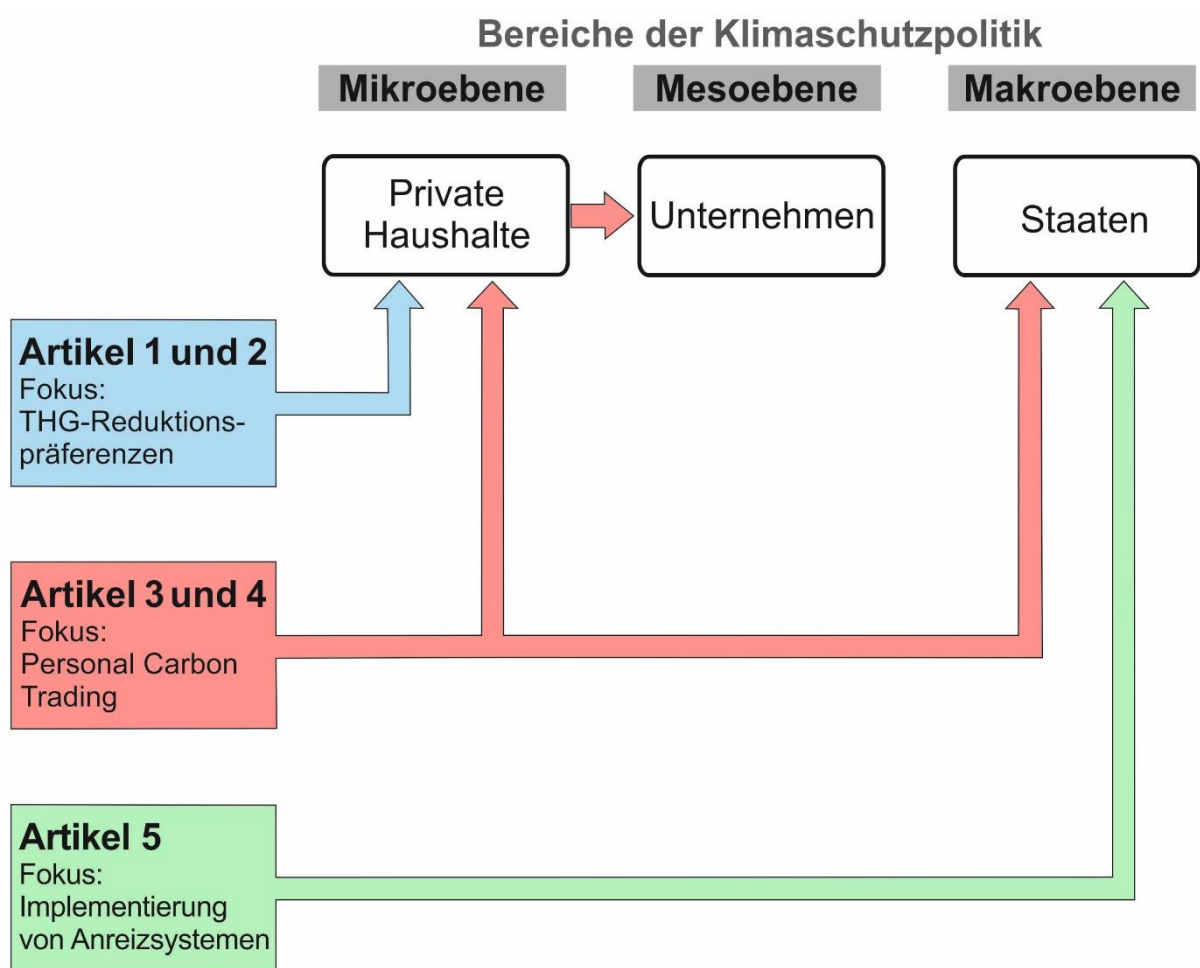 Bereiche der Klimaschutzpolitik
Mikroebene
Mesoebene
Makroebene
Private
Haushalte
Unternehmen
Staaten
Artikel 1 und 2
Fokus:
THG-Reduktions-
präferenzen
Artikel 3 und 4
Fokus:
Personal Carbon
Trading
Artikel 5
Fokus:
Implementierung
von Anreizsystemen